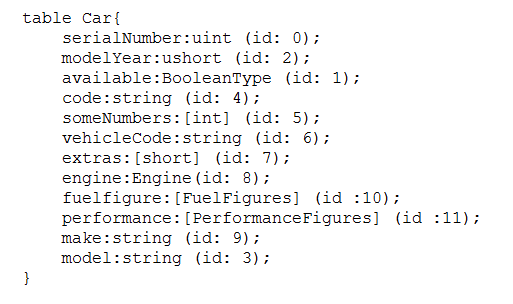 table Car{
    serialNumber:uint (id: 0);
    modelYear:ushort (id: 2);
    available:BooleanType (id: 1);
    code:string (id: 4);
    someNumbers:[int] (id: 5);
    vehicleCode:string (id: 6);
    extras:[short] (id: 7);
    engine:Engine(id: 8);
    fuelfigure:[FuelFigures] (id :10);
    performance:[PerformanceFigures] (id :11);
    make:string (id: 9);
    model:string (id: 3);
}